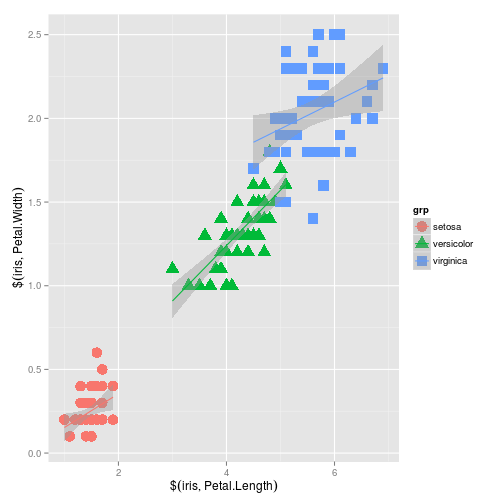 2.5
2.0
1.5
1.0
0.5
0.0
$(iris, Petal.Width)
2
4
6
$(iris, Petal.Length)
grp
setosa
versicolor
virginica